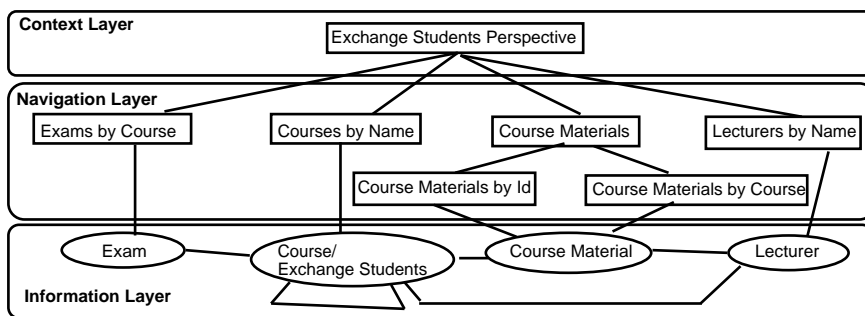 Context Layer
Exchange Students Perspective
Navigation Layer
Exams by Course
Courses by Name
Course Materials
Lecturers by Name
Course Materials by Id
Course Materials by Course
Exam
Course/
Exchange Students
Course Material
Lecturer
Information Layer